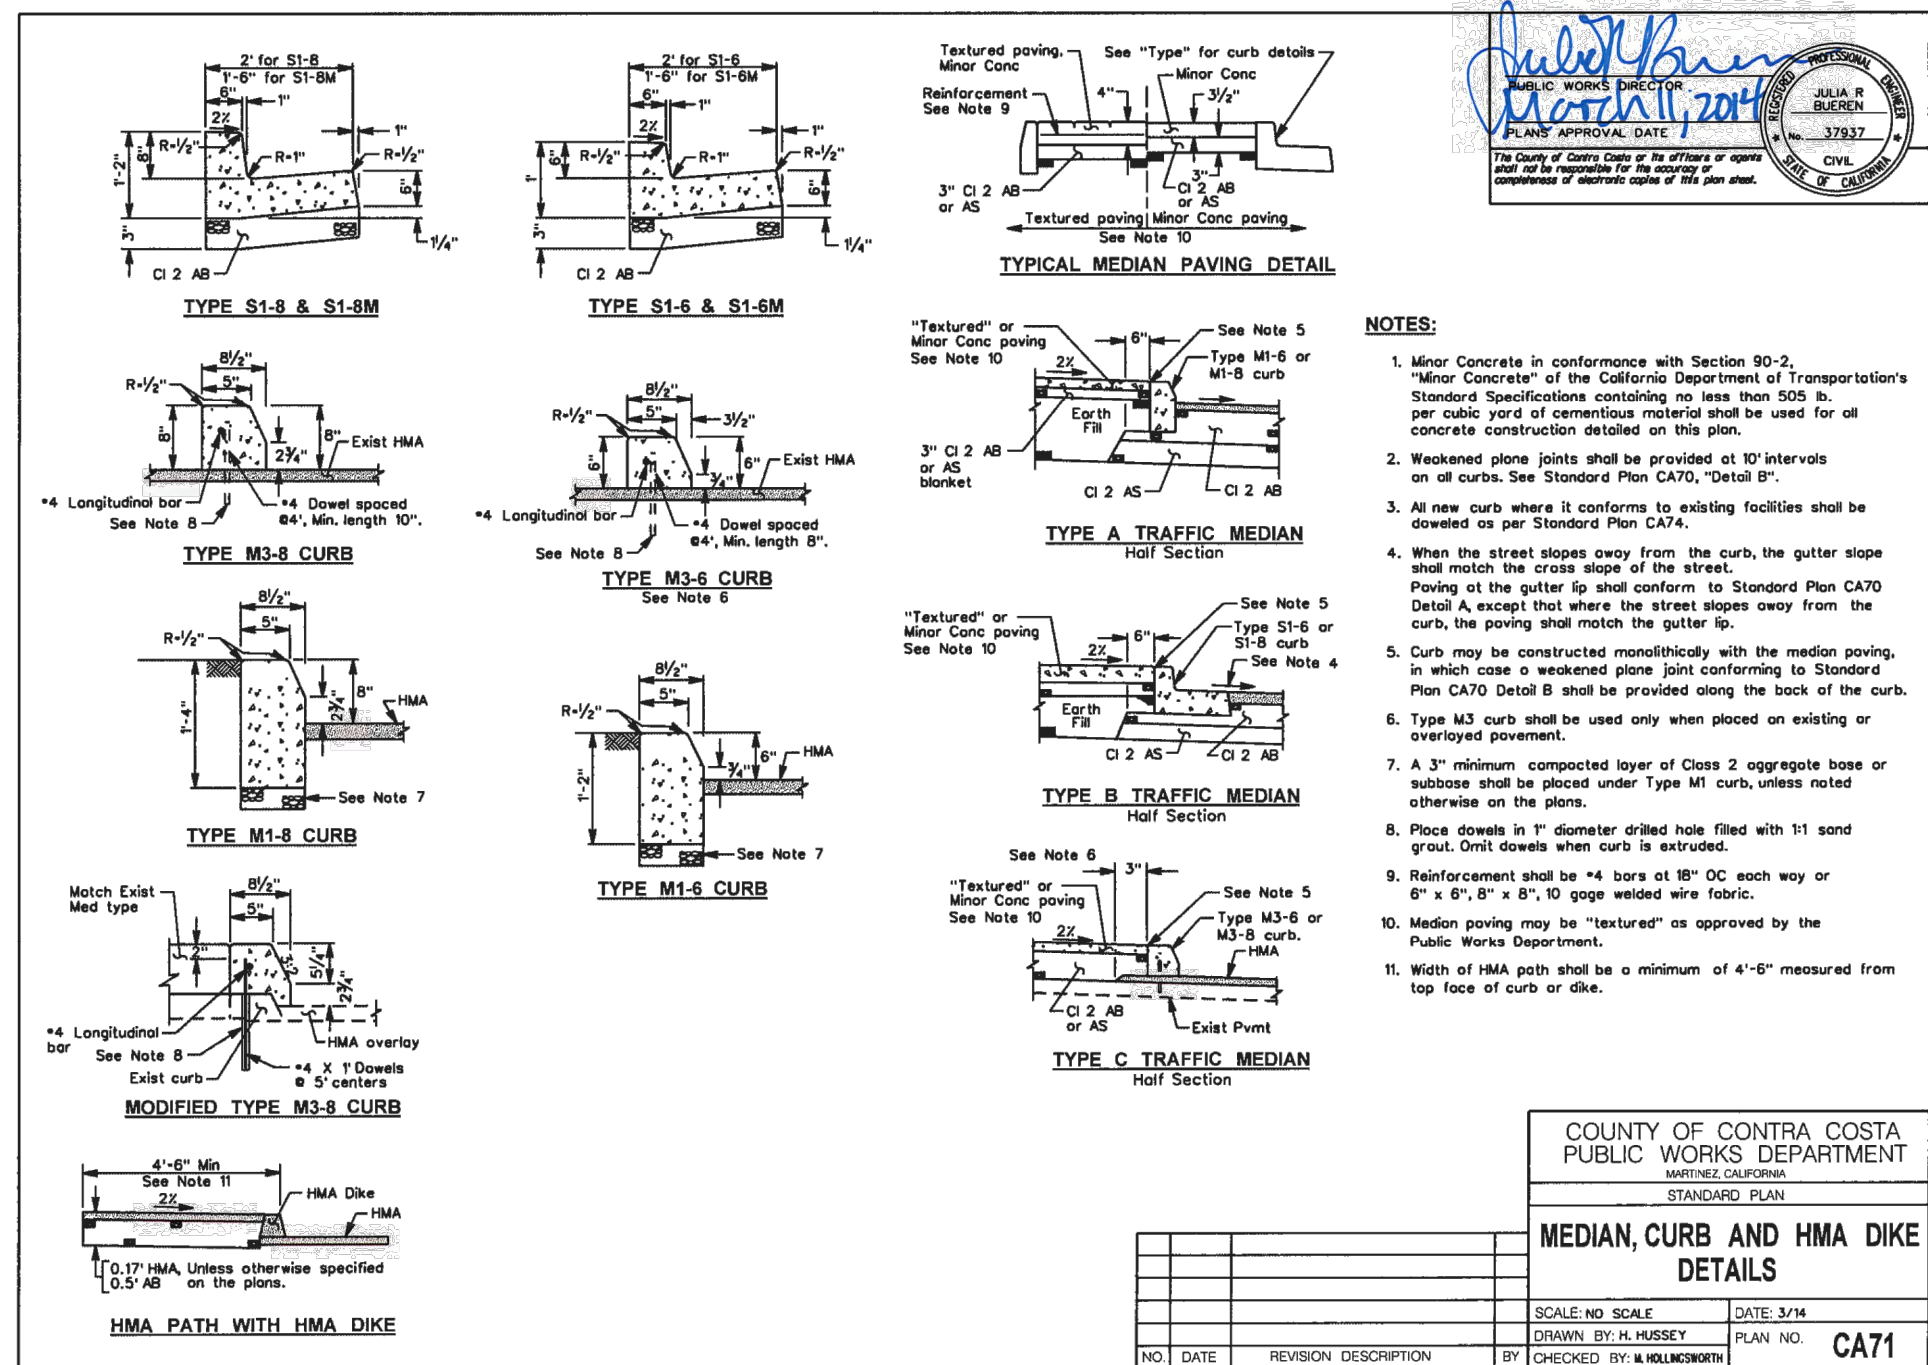 2' for S1-8
1'-6" for S1-8M
6"
1"
2%
R=1/2"
8"
1'-2"
R=1"
1"
R=1/2"
6"
3"
1 1/4"
Cl 2 AB
TYPE S1-8 & S1-8M
2' for S1-6
1'-6" for S1-6M
6"
1"
2%
R=1/2"
6"
1'
R=1"
1"
R=1/2"
6"
3"
1 1/4"
Cl 2 AB
TYPE S1-6 & S1-6M
8 1/2"
R=1/2"
5"
8"
8"
2 3/4"
Exist HMA
#4 Longitudinal bar
See Note 8
#4 Dowel spaced
@4', Min. length 10".
TYPE M3-8 CURB
8 1/2"
R=1/2"
5"
3 1/2"
6"
6"
3/4"
Exist HMA
#4 Longitudinal bar
See Note 8
#4 Dowel spaced
@4', Min. length 8".
TYPE M3-6 CURB
See Note 6
8 1/2"
R=1/2"
5"
1'-4"
8"
2 3/4"
HMA
See Note 7
TYPE M1-8 CURB
8 1/2"
5"
R=1/2"
1'-2"
6"
3/4"
HMA
See Note 7
TYPE M1-6 CURB
Match Exist
Med type
8 1/2"
5"
2"
5 1/4"
2 3/4"
#4 Longitudinal
bar
See Note 8
Exist curb
HMA overlay
#4 X 1' Dowels
@ 5' centers
MODIFIED TYPE M3-8 CURB
4'-6" Min
See Note 11
2%
HMA Dike
HMA
0.17' HMA, Unless otherwise specified
0.5' AB on the plans.
HMA PATH WITH HMA DIKE
Textured paving,
Minor Conc
See "Type" for curb details
Minor Conc
Reinforcement
See Note 9
4"
3 1/2"
3" Cl 2 AB
or AS
3"
Cl 2 AB
or AS
Textured paving
Minor Conc paving
See Note 10
TYPICAL MEDIAN PAVING DETAIL
"Textured" or
Minor Conc paving
See Note 10
6"
See Note 5
2%
Type M1-6 or
M1-8 curb
Earth
Fill
3" Cl 2 AB
or AS
blanket
Cl 2 AS
Cl 2 AB
TYPE A TRAFFIC MEDIAN
Half Section
"Textured" or
Minor Conc paving
See Note 10
6"
See Note 5
2%
Type S1-6 or
S1-8 curb
See Note 4
Earth
Fill
Cl 2 AS
Cl 2 AB
TYPE B TRAFFIC MEDIAN
Half Section
See Note 6
3"
"Textured" or
Minor Conc paving
See Note 10
See Note 5
2%
Type M3-6 or
M3-8 curb.
HMA
Cl 2 AB
or AS
Exist Pvmt
TYPE C TRAFFIC MEDIAN
Half Section
March 11, 2014
PUBLIC WORKS DIRECTOR
PLANS APPROVAL DATE
The County of Contra Costa or its officers or agents
shall not be responsible for the accuracy or
completeness of electronic copies of this plan sheet.
REGISTERED PROFESSIONAL ENGINEER
JULIA R
BUEREN
No. 37937
CIVIL
STATE OF CALIFORNIA
NOTES:
1. Minor Concrete in conformance with Section 90-2,
"Minor Concrete" of the California Department of Transportation's
Standard Specifications containing no less than 505 lb.
per cubic yard of cementious material shall be used for all
concrete construction detailed on this plan.
2. Weakened plane joints shall be provided at 10' intervals
on all curbs. See Standard Plan CA70, "Detail B".
3. All new curb where it conforms to existing facilities shall be
doweled as per Standard Plan CA74.
4. When the street slopes away from the curb, the gutter slope
shall match the cross slope of the street.
Paving at the gutter lip shall conform to Standard Plan CA70
Detail A, except that where the street slopes away from the
curb, the paving shall match the gutter lip.
5. Curb may be constructed monolithically with the median paving,
in which case a weakened plane joint conforming to Standard
Plan CA70 Detail B shall be provided along the back of the curb.
6. Type M3 curb shall be used only when placed on existing or
overlayed pavement.
7. A 3" minimum compacted layer of Class 2 aggregate base or
subbase shall be placed under Type M1 curb, unless noted
otherwise on the plans.
8. Place dowels in 1" diameter drilled hole filled with 1:1 sand
grout. Omit dowels when curb is extruded.
9. Reinforcement shall be #4 bars at 18" OC each way or
6" x 6", 8" x 8", 10 gage welded wire fabric.
10. Median paving may be "textured" as approved by the
Public Works Department.
11. Width of HMA path shall be a minimum of 4'-6" measured from
top face of curb or dike.
COUNTY OF CONTRA COSTA
PUBLIC WORKS DEPARTMENT
MARTINEZ, CALIFORNIA
STANDARD PLAN
MEDIAN, CURB AND HMA DIKE
DETAILS
SCALE: NO SCALE
DATE: 3/14
DRAWN BY: H. HUSSEY
PLAN NO. CA71
CHECKED BY: M. HOLLINGSWORTH
NO. DATE REVISION DESCRIPTION BY